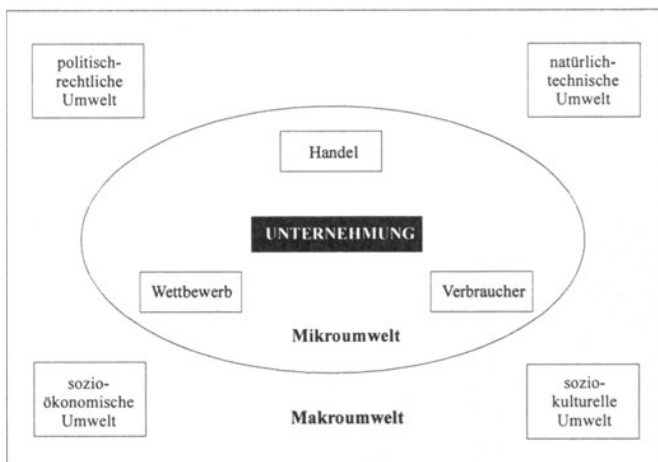 politisch-
rechtliche
Umwelt
natürlich-
technische
Umwelt
Handel
UNTERNEHMUNG
Wettbewerb
Verbraucher
Mikroumwelt
sozio-
ökonomische
Umwelt
Makroumwelt
sozio-
kulturelle
Umwelt